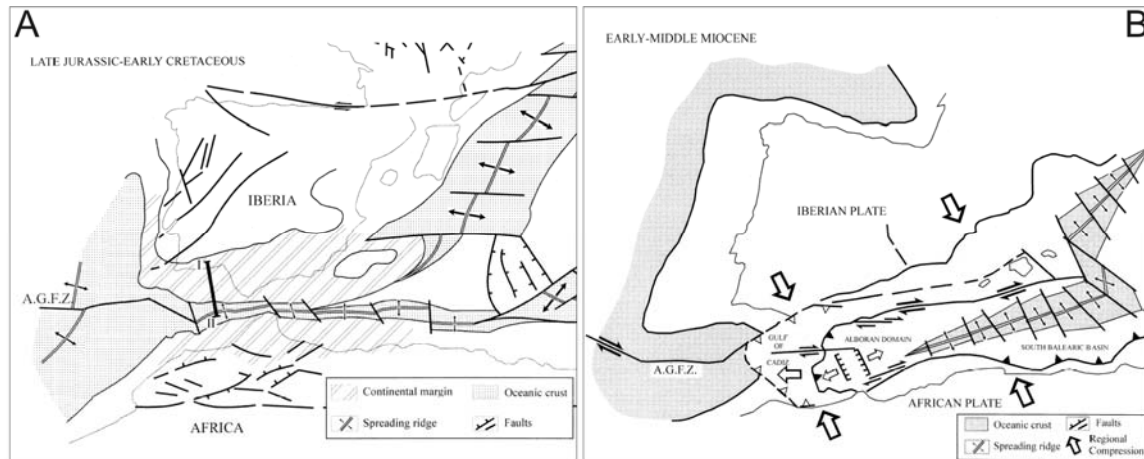 A
LATE JURASSIC-EARLY CRETACEOUS
IBERIA
I
II
A.G.F.Z.
AFRICA
Continental margin
Oceanic crust
Spreading ridge
Faults
B
EARLY-MIDDLE MIOCENE
IBERIAN PLATE
GULF
OF
CADIZ
ALBORAN DOMAIN
SOUTH BALEARIC BASIN
A.G.F.Z.
AFRICAN PLATE
Oceanic crust
Faults
Spreading ridge
Regional
Compression